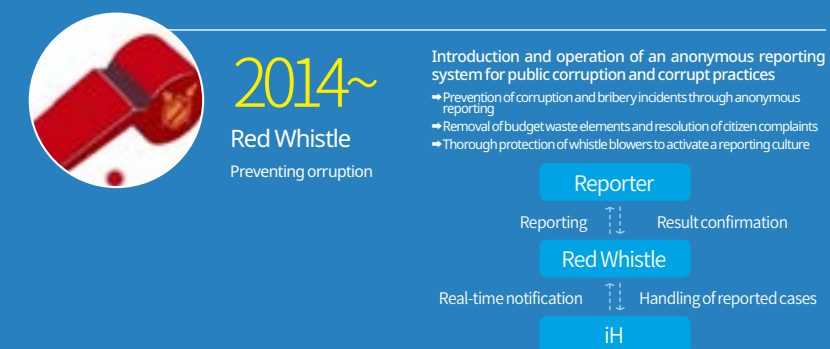 2014~
Red Whistle
Preventing orruption
Introduction and operation of an anonymous reporting
system for public corruption and corrupt practices
➡ Prevention of corruption and bribery incidents through anonymous
reporting
➡ Removal of budget waste elements and resolution of citizen complaints
➡ Thorough protection of whistle blowers to activate a reporting culture
Reporter
Reporting Result confirmation
Red Whistle
Real-time notification Handling of reported cases
iH